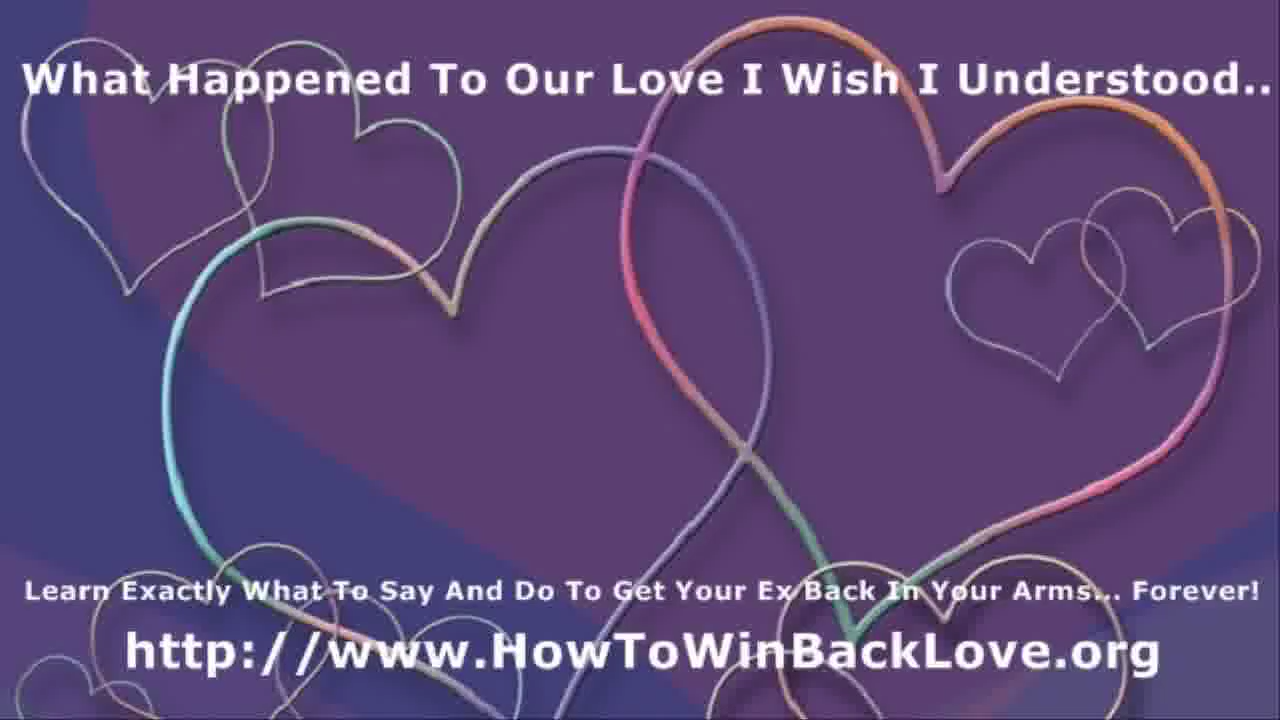 What Happened To Our Love I Wish I Understood..
Learn Exactly What To Say And Do To Get Your Ex Back In Your Arms... Forever!
http://www.HowToWinBackLove.org